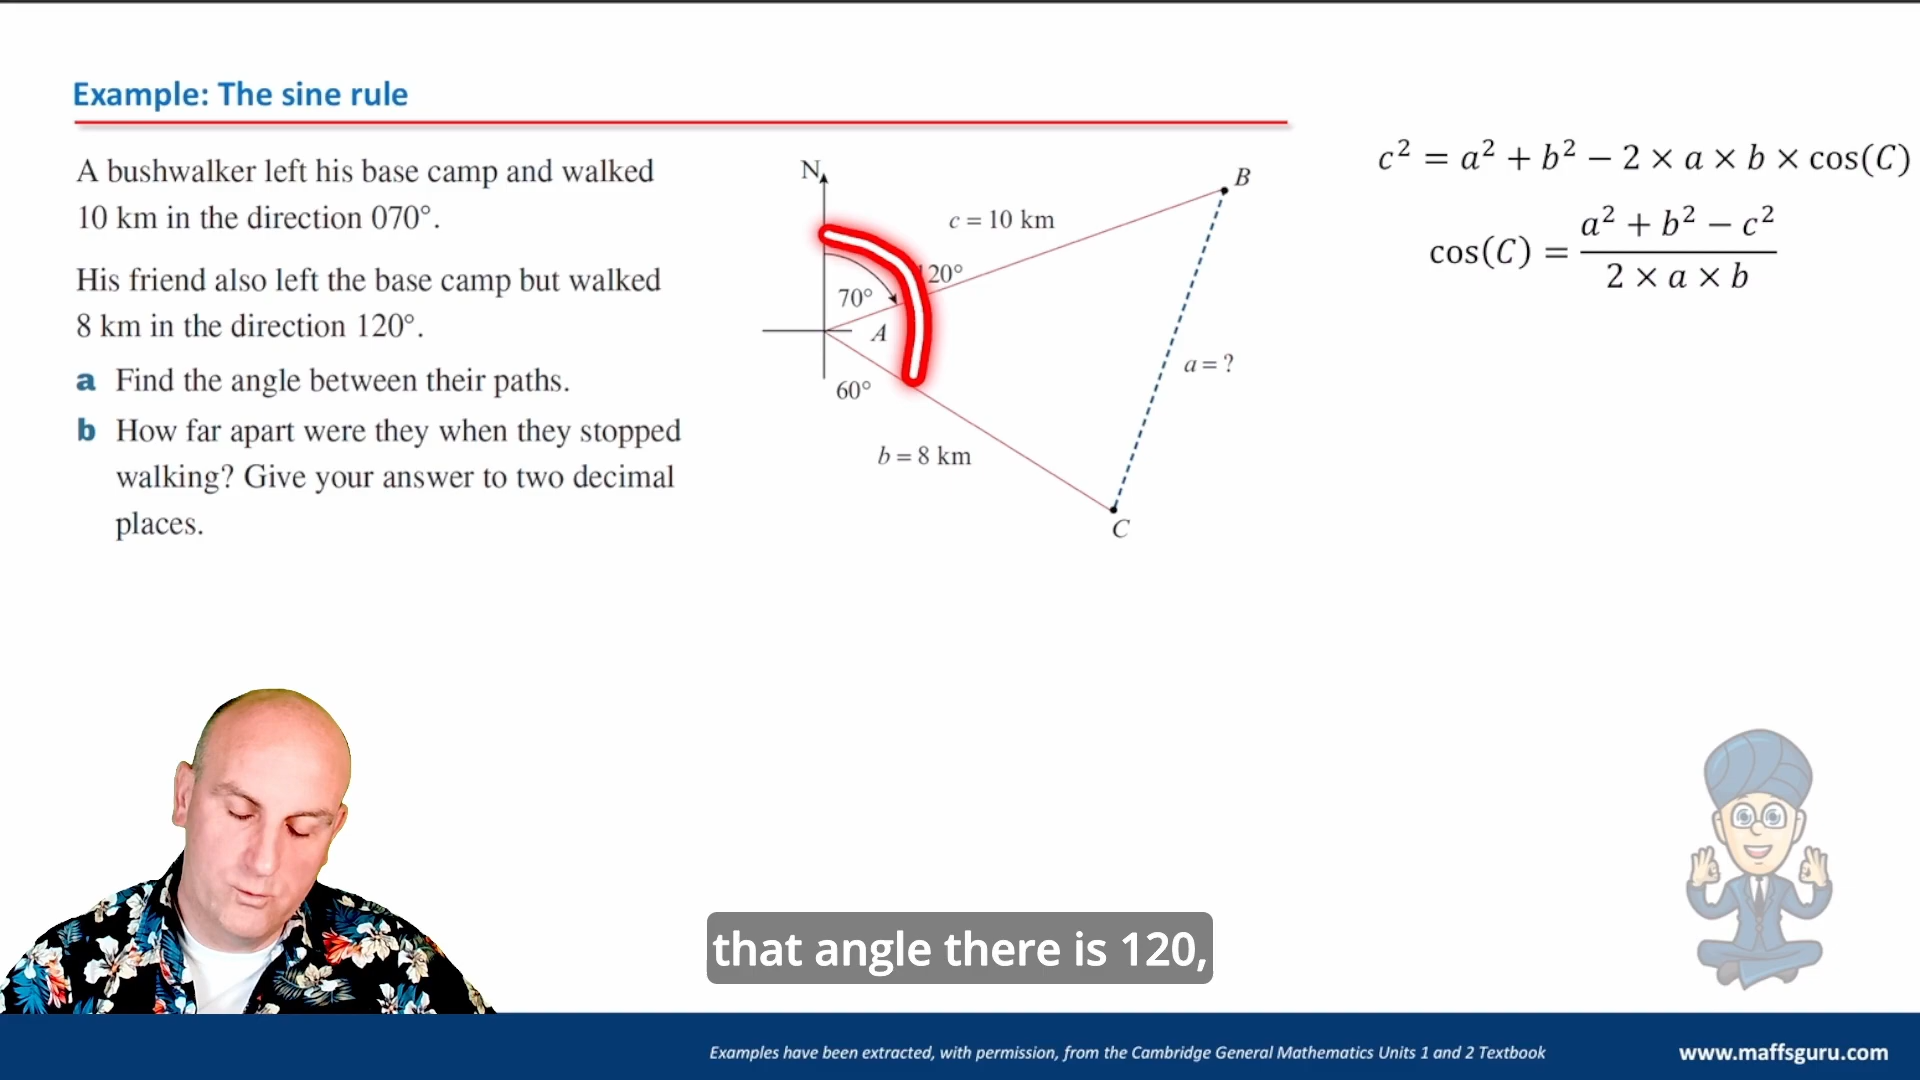 Example: The sine rule
A bushwalker left his base camp and walked
10 km in the direction 070°.
His friend also left the base camp but walked
8 km in the direction 120°.
a Find the angle between their paths.
b How far apart were they when they stopped
walking? Give your answer to two decimal
places.
N
B
c = 10 km
120°
70°
A
a = ?
60°
b = 8 km
C
c² = a² + b² − 2 × a × b × cos(C)
cos(C) = (a² + b² − c²) / (2 × a × b)
that angle there is 120,
Examples have been extracted, with permission, from the Cambridge General Mathematics Units 1 and 2 Textbook
www.maffsguru.com